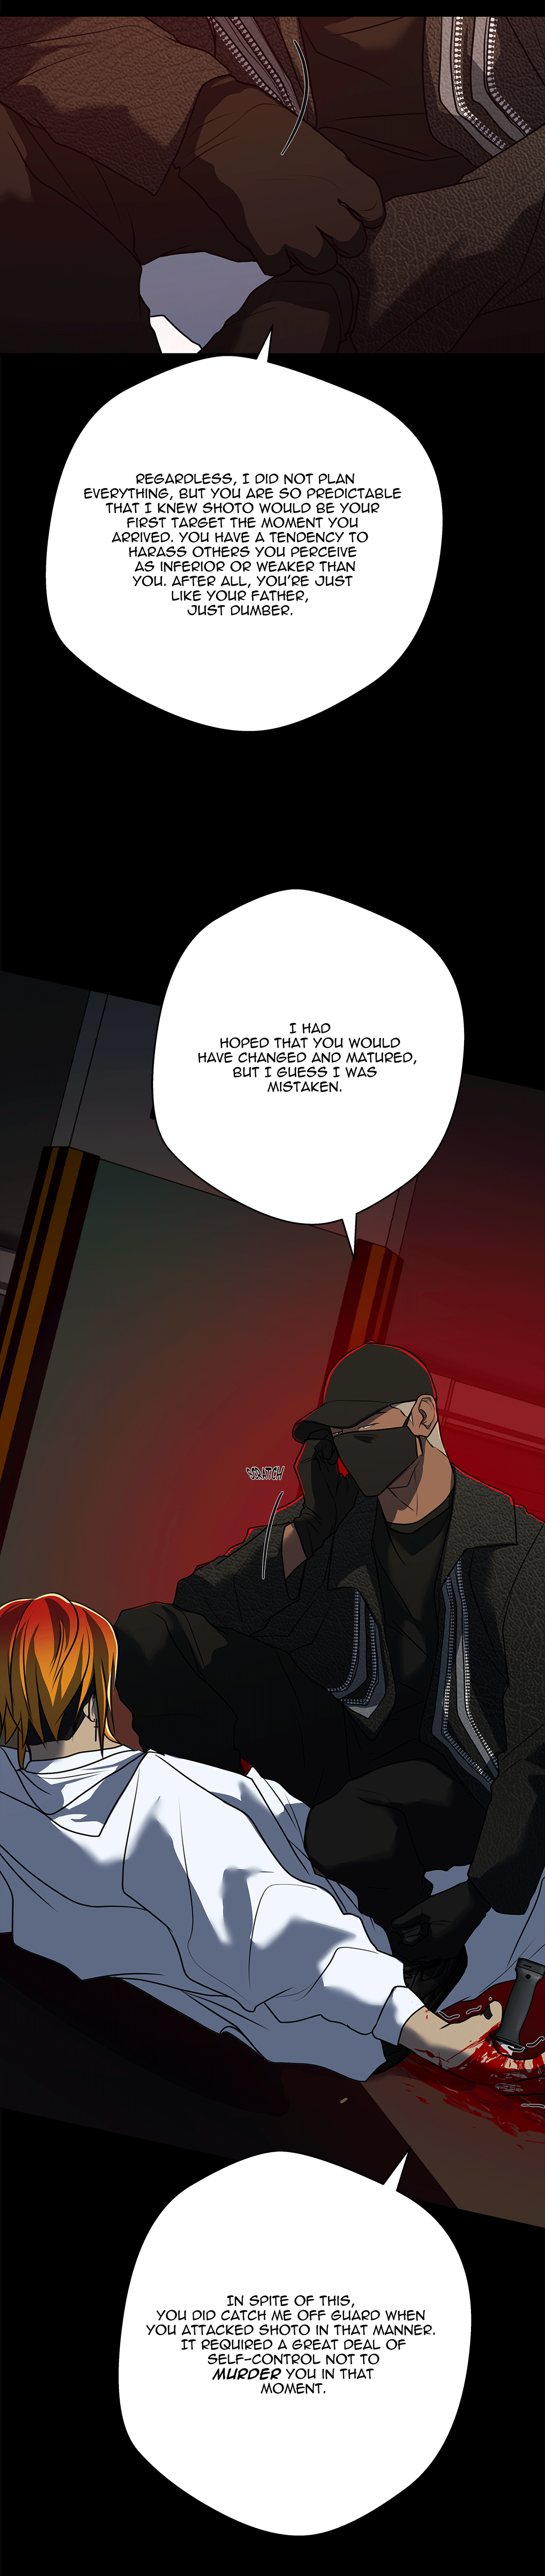 REGARDLESS, I DID NOT PLAN
EVERYTHING, BUT YOU ARE SO PREDICTABLE
THAT I KNEW SHOTO WOULD BE YOUR
FIRST TARGET THE MOMENT YOU
ARRIVED. YOU HAVE A TENDENCY TO
HARASS OTHERS YOU PERCEIVE
AS INFERIOR OR WEAKER THAN
YOU. AFTER ALL, YOU'RE JUST
LIKE YOUR FATHER,
JUST DUMBER.
I HAD
HOPED THAT YOU WOULD
HAVE CHANGED AND MATURED,
BUT I GUESS I WAS
MISTAKEN.
SCRATCH
IN SPITE OF THIS,
YOU DID CATCH ME OFF GUARD WHEN
YOU ATTACKED SHOTO IN THAT MANNER.
IT REQUIRED A GREAT DEAL OF
SELF-CONTROL NOT TO
MURDER YOU IN THAT
MOMENT.